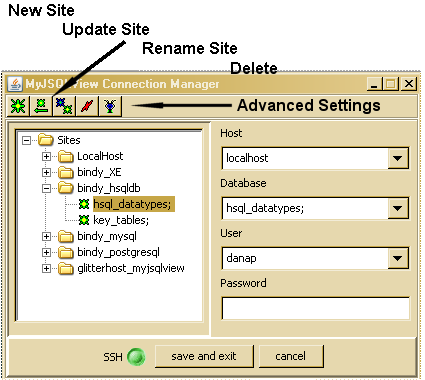 New Site
Update Site
Rename Site
Delete
MyJSQLView Connection Manager
Advanced Settings
Sites
LocalHost
bindy_XE
bindy_hsqldb
hsql_datatypes;
key_tables;
bindy_mysql
bindy_postgresql
glitterhost_myjsqlview
Host
localhost
Database
hsql_datatypes;
User
danap
Password
SSH
save and exit
cancel